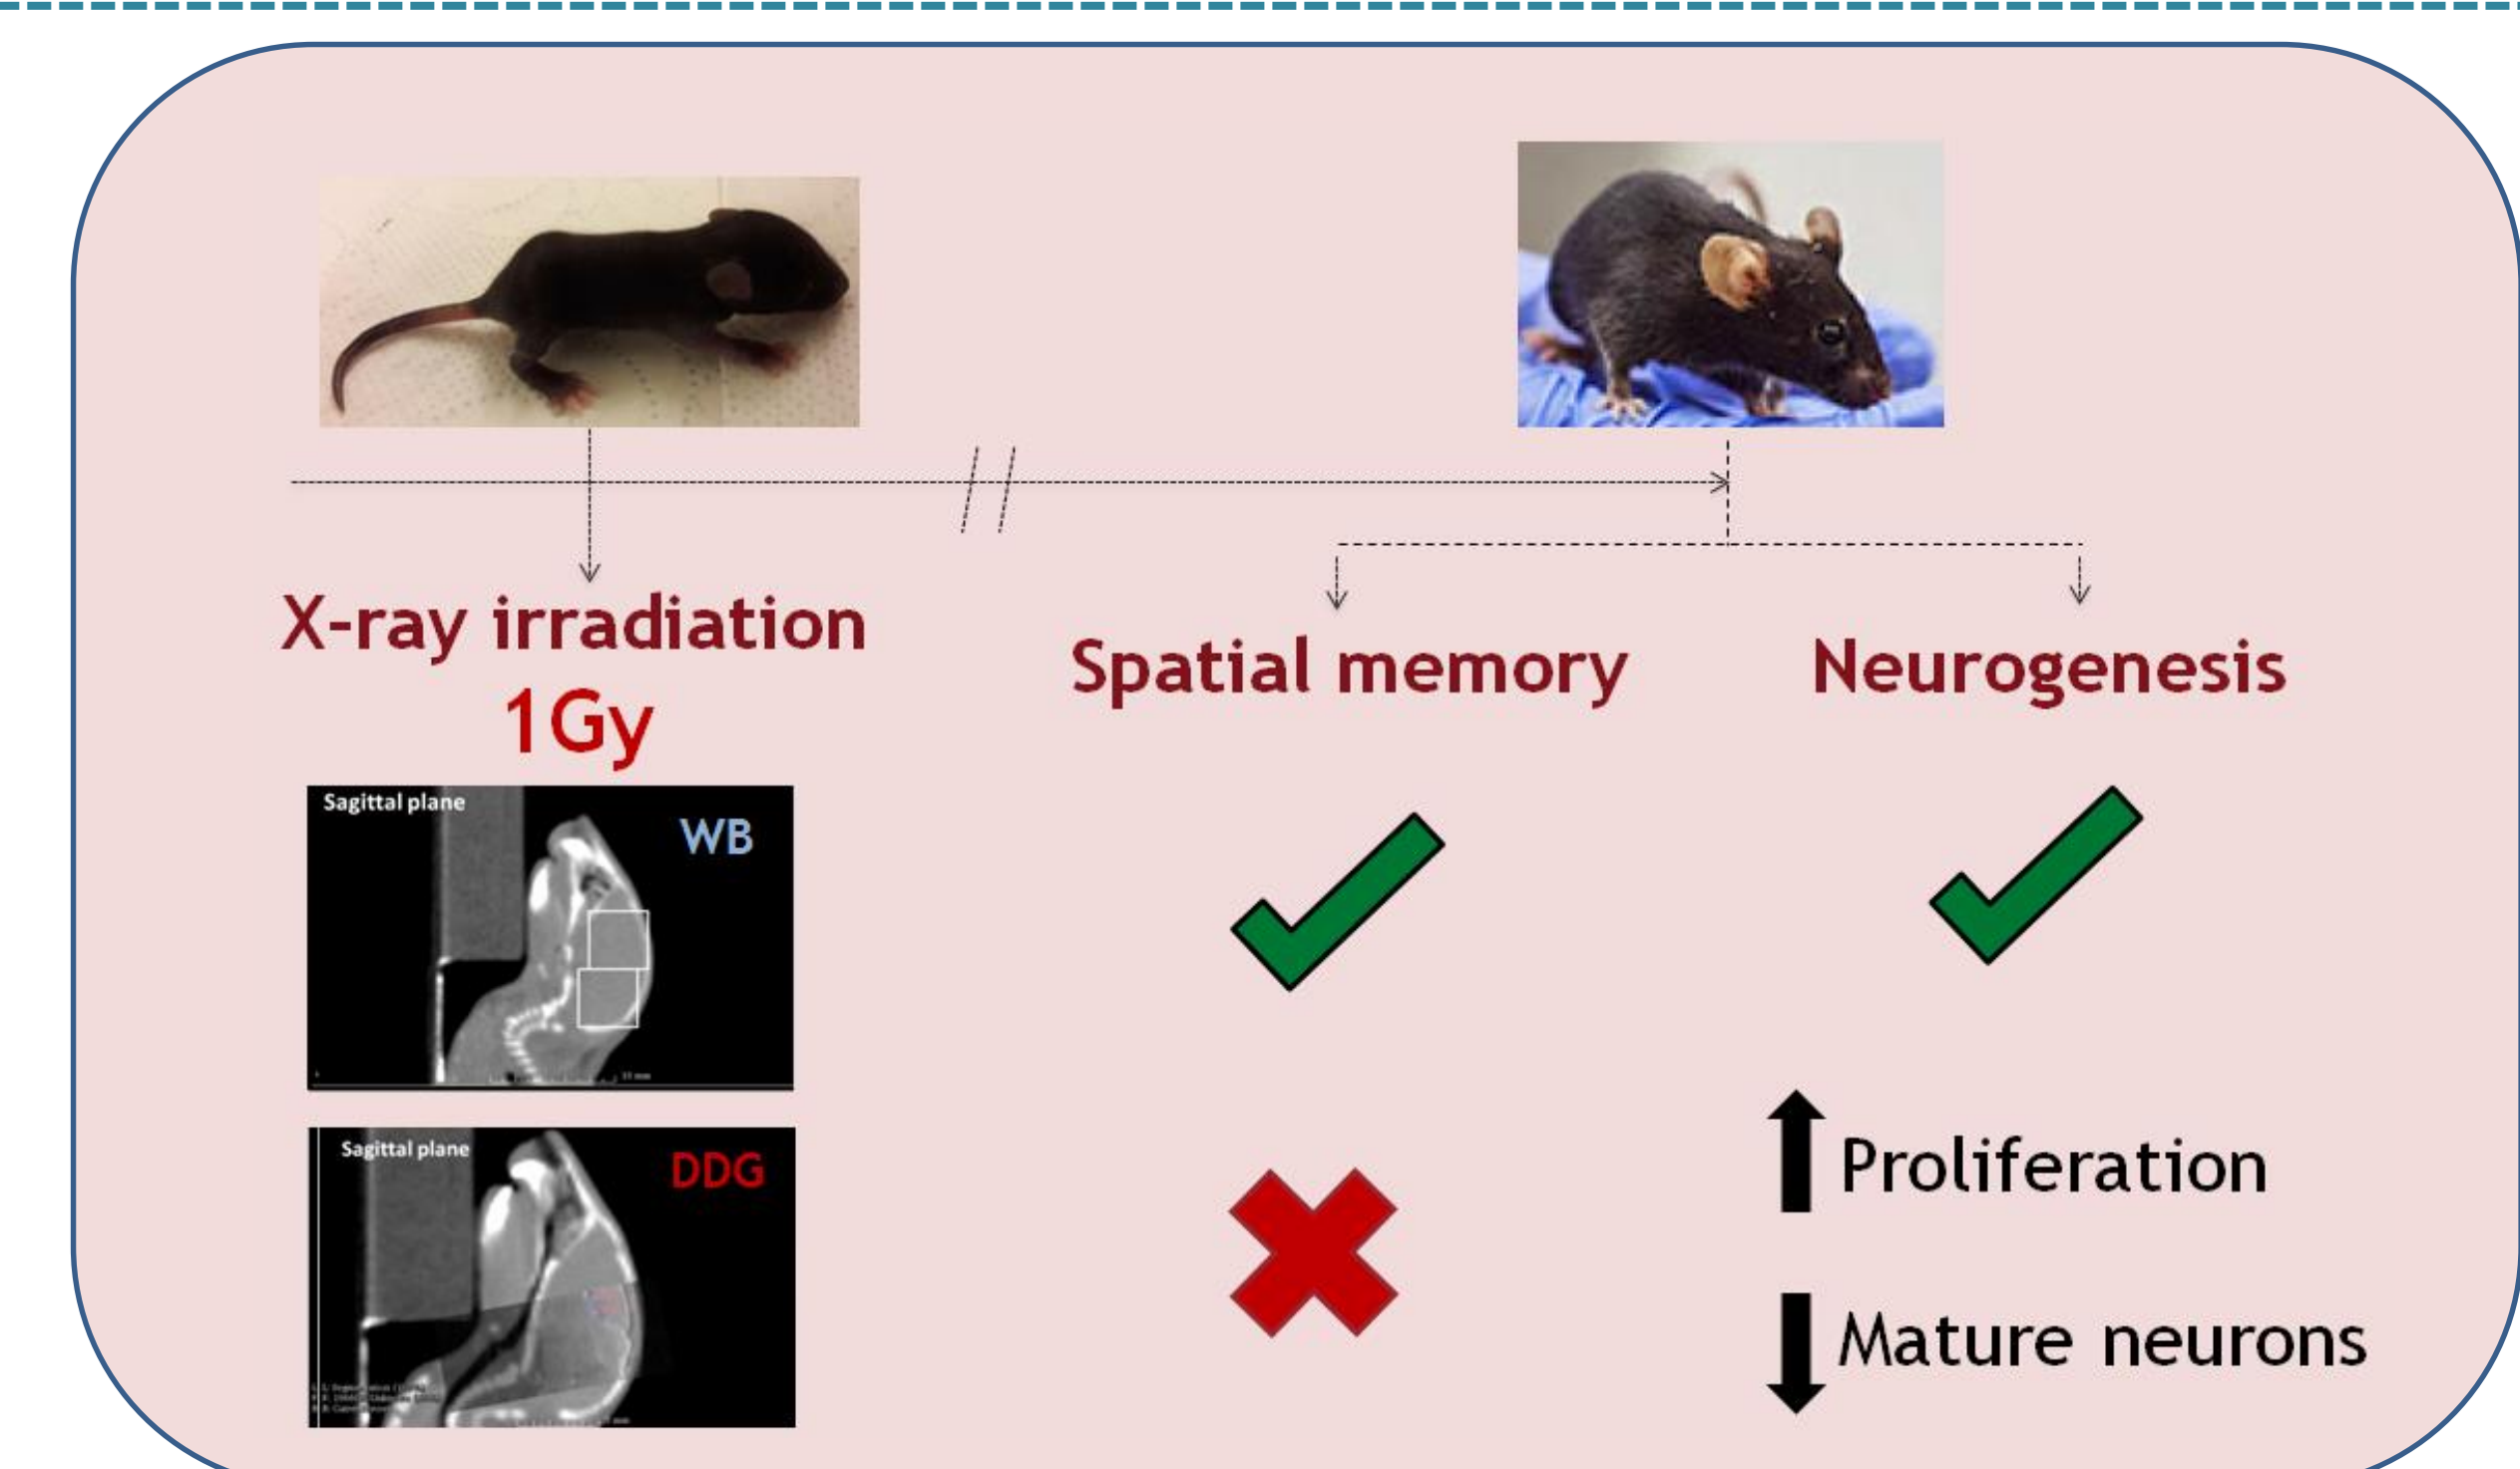 X-ray irradiation
1Gy
Spatial memory
Neurogenesis
Sagittal plane
WB
Sagittal plane
DDG
Proliferation
Mature neurons